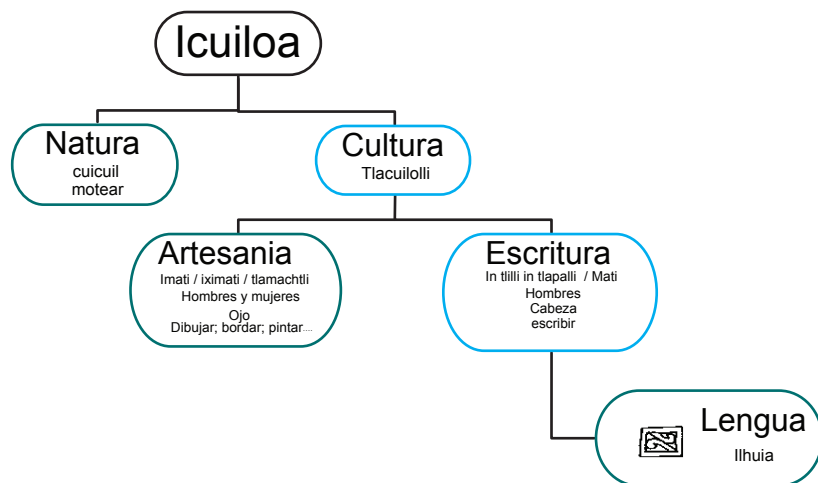 Icuiloa
Natura
cuicuil
motear
Cultura
Tlacuilolli
Artesania
Imati / iximati / tlamachtli
Hombres y mujeres
Ojo
Dibujar; bordar; pintar....
Escritura
In tlilli in tlapalli / Mati
Hombres
Cabeza
escribir
Lengua
Ilhuia